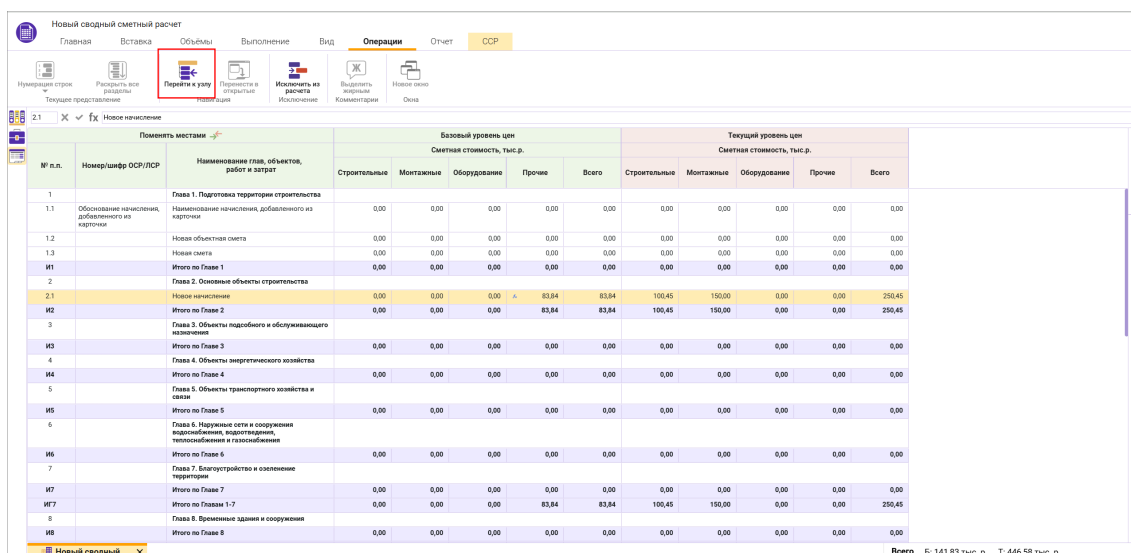 Новый сводный сметный расчет
Главная Вставка Объёмы Выполнение Вид Операции Отчет ССР
Нумерация строк Раскрыть все разделы Перейти к узлу Перенести в открытые Исключить из расчета Выделить жирным Новое окно
Текущее представление Навигация Исключение Комментарии Окна
2.1 fx Новое начисление
Поменять местами Базовый уровень цен Текущий уровень цен
№ п.п. Номер/шифр ОСР/ЛСР Наименование глав, объектов, работ и затрат Сметная стоимость, тыс.р. Сметная стоимость, тыс.р.
Строительные Монтажные Оборудование Прочие Всего Строительные Монтажные Оборудование Прочие Всего
1 Глава 1. Подготовка территории строительства
1.1 Обоснование начисления, добавленного из карточки Наименование начисления, добавленного из карточки 0,00 0,00 0,00 0,00 0,00 0,00 0,00 0,00 0,00 0,00
1.2 Новая объектная смета 0,00 0,00 0,00 0,00 0,00 0,00 0,00 0,00 0,00 0,00
1.3 Новая смета 0,00 0,00 0,00 0,00 0,00 0,00 0,00 0,00 0,00 0,00
И1 Итого по Главе 1 0,00 0,00 0,00 0,00 0,00 0,00 0,00 0,00 0,00 0,00
2 Глава 2. Основные объекты строительства
2.1 Новое начисление 0,00 0,00 0,00 83,84 83,84 100,45 150,00 0,00 0,00 250,45
И2 Итого по Главе 2 0,00 0,00 0,00 83,84 83,84 100,45 150,00 0,00 0,00 250,45
3 Глава 3. Объекты подсобного и обслуживающего назначения
И3 Итого по Главе 3 0,00 0,00 0,00 0,00 0,00 0,00 0,00 0,00 0,00 0,00
4 Глава 4. Объекты энергетического хозяйства
И4 Итого по Главе 4 0,00 0,00 0,00 0,00 0,00 0,00 0,00 0,00 0,00 0,00
5 Глава 5. Объекты транспортного хозяйства и связи
И5 Итого по Главе 5 0,00 0,00 0,00 0,00 0,00 0,00 0,00 0,00 0,00 0,00
6 Глава 6. Наружные сети и сооружения водоснабжения, водоотведения, теплоснабжения и газоснабжения
И6 Итого по Главе 6 0,00 0,00 0,00 0,00 0,00 0,00 0,00 0,00 0,00 0,00
7 Глава 7. Благоустройство и озеленение территории
И7 Итого по Главе 7 0,00 0,00 0,00 0,00 0,00 0,00 0,00 0,00 0,00 0,00
ИГ7 Итого по Главам 1-7 0,00 0,00 0,00 83,84 83,84 100,45 150,00 0,00 0,00 250,45
8 Глава 8. Временные здания и сооружения
И8 Итого по Главе 8 0,00 0,00 0,00 0,00 0,00 0,00 0,00 0,00 0,00 0,00
Новый сводный X Всего Б: 141,83 тыс. р. Т: 446,58 тыс. р.